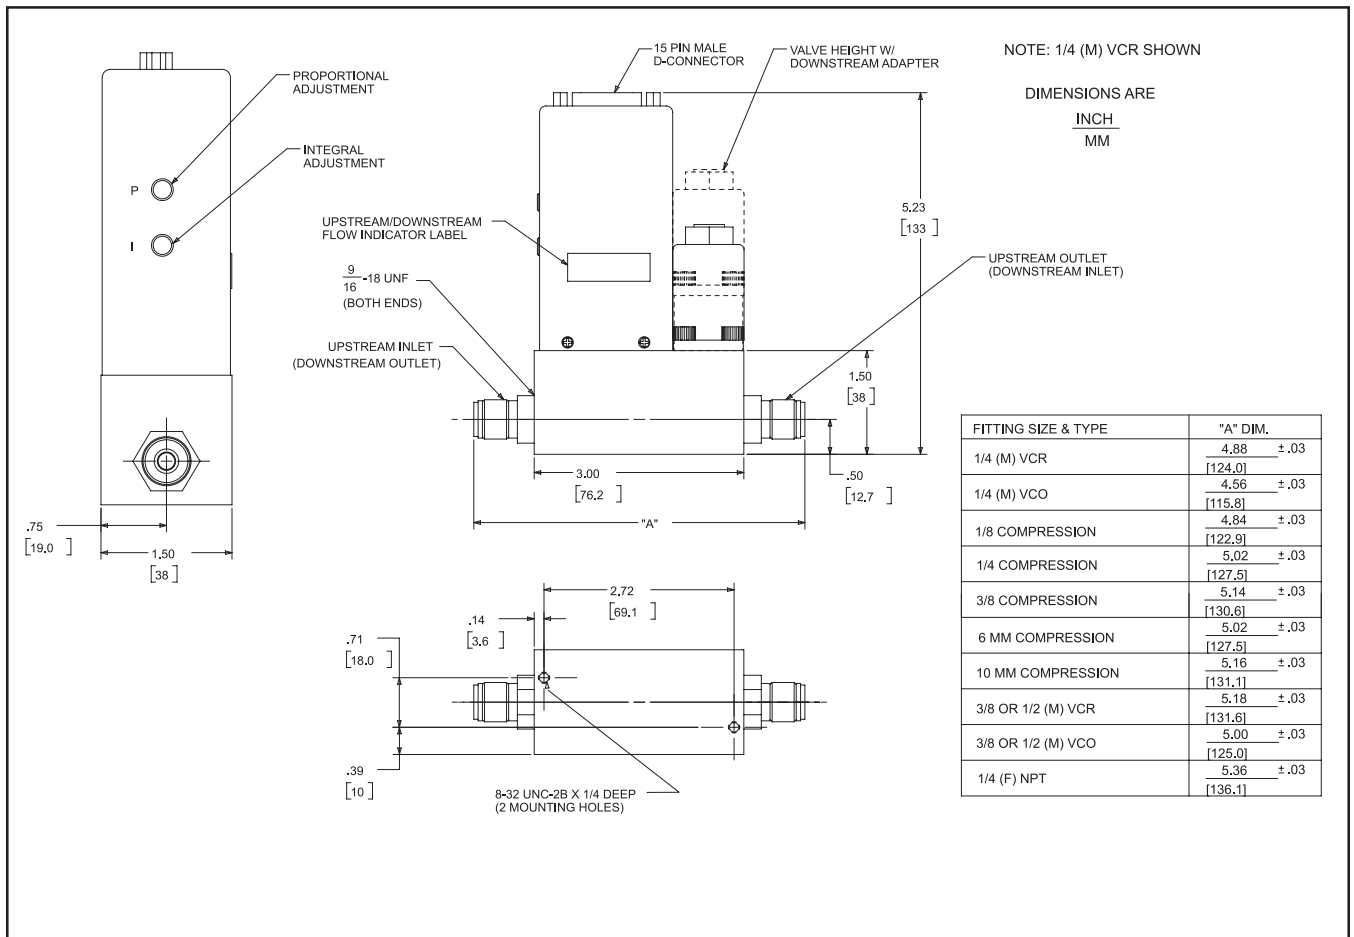 NOTE: 1/4 (M) VCR SHOWN
DIMENSIONS ARE
INCH
MM
PROPORTIONAL
ADJUSTMENT
INTEGRAL
ADJUSTMENT
P
I
.75
[19.0 ]
1.50
[38 ]
15 PIN MALE
D-CONNECTOR
VALVE HEIGHT W/
DOWNSTREAM ADAPTER
UPSTREAM/DOWNSTREAM
FLOW INDICATOR LABEL
9
16
-18 UNF
(BOTH ENDS)
UPSTREAM INLET
(DOWNSTREAM OUTLET)
5.23
[133 ]
UPSTREAM OUTLET
(DOWNSTREAM INLET)
1.50
[38 ]
3.00
[76.2 ]
.50
[12.7 ]
"A"
2.72
[69.1 ]
.14
[3.6 ]
.71
[18.0 ]
.39
[10 ]
8-32 UNC-2B X 1/4 DEEP
(2 MOUNTING HOLES)
FITTING SIZE & TYPE "A" DIM.
1/4 (M) VCR 4.88 ±.03
[124.0]
1/4 (M) VCO 4.56 ±.03
[115.8]
1/8 COMPRESSION 4.84 ±.03
[122.9]
1/4 COMPRESSION 5.02 ±.03
[127.5]
3/8 COMPRESSION 5.14 ±.03
[130.6]
6 MM COMPRESSION 5.02 ±.03
[127.5]
10 MM COMPRESSION 5.16 ±.03
[131.1]
3/8 OR 1/2 (M) VCR 5.18 ±.03
[131.6]
3/8 OR 1/2 (M) VCO 5.00 ±.03
[125.0]
1/4 (F) NPT 5.36 ±.03
[136.1]